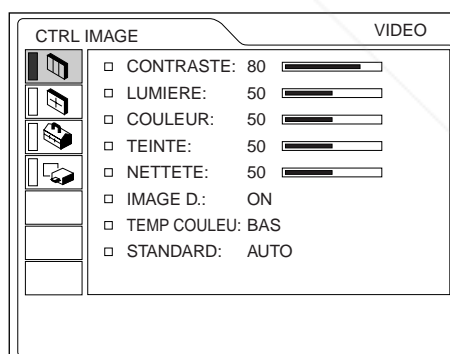 CTRL IMAGE VIDEO
CONTRASTE: 80
LUMIERE: 50
COULEUR: 50
TEINTE: 50
NETTETE: 50
IMAGE D.: ON
TEMP COULEU: BAS
STANDARD: AUTO